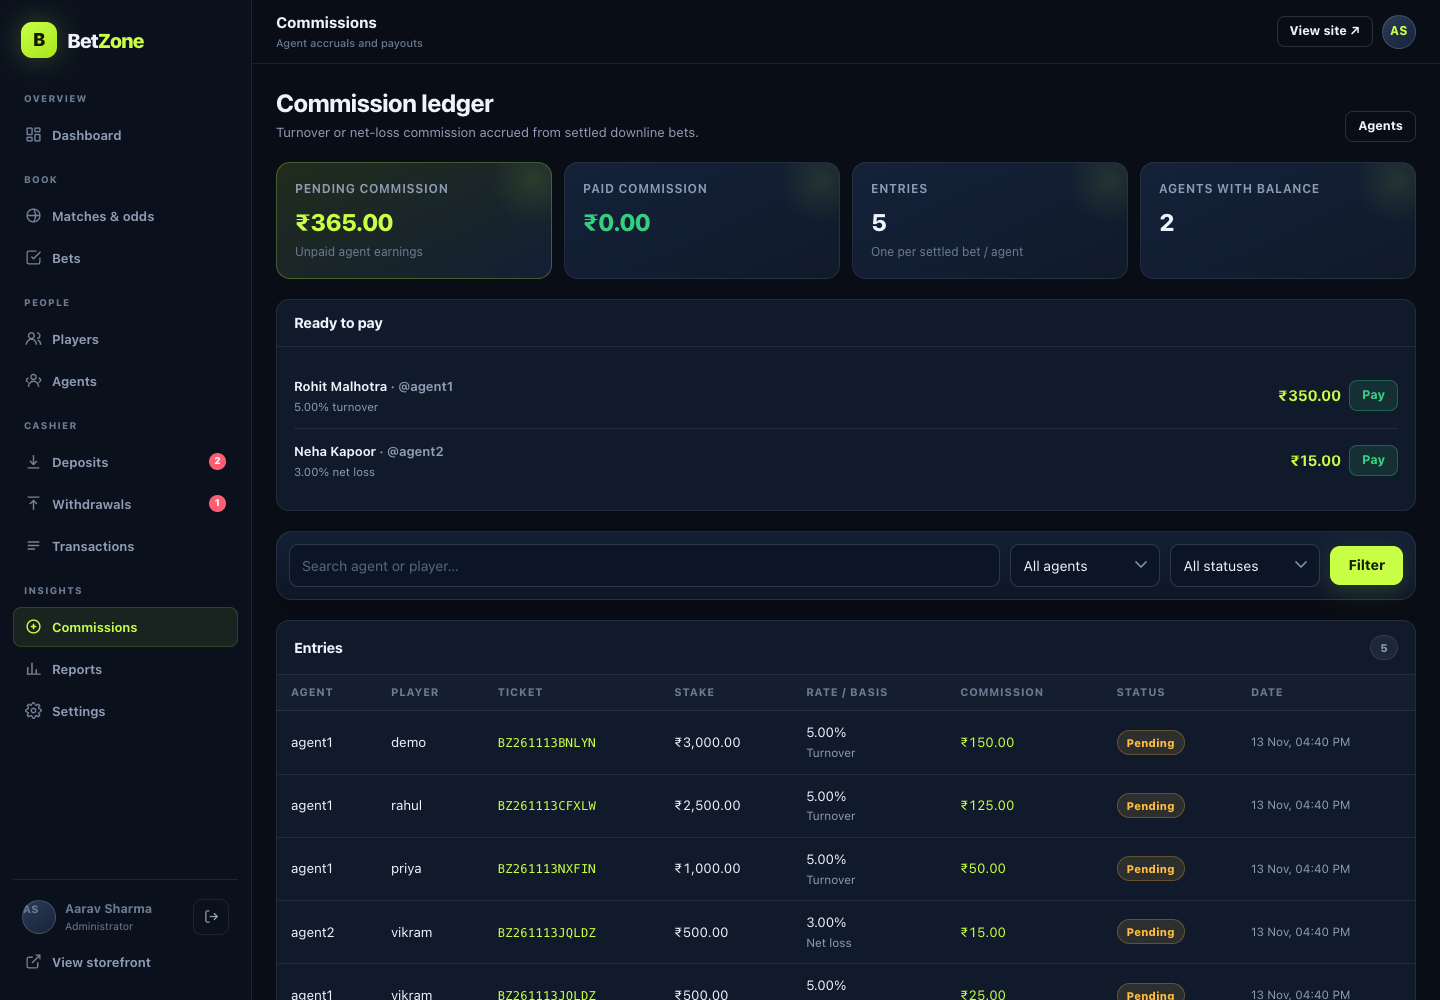 B BetZone
OVERVIEW
Dashboard
BOOK
Matches & odds
Bets
PEOPLE
Players
Agents
CASHIER
Deposits 2
Withdrawals 1
Transactions
INSIGHTS
Commissions
Reports
Settings
AS Aarav Sharma
Administrator
View storefront
Commissions
Agent accruals and payouts
View site ↗ AS
Commission ledger
Turnover or net-loss commission accrued from settled downline bets.
Agents
PENDING COMMISSION
₹365.00
Unpaid agent earnings
PAID COMMISSION
₹0.00
ENTRIES
5
One per settled bet / agent
AGENTS WITH BALANCE
2
Ready to pay
Rohit Malhotra · @agent1
5.00% turnover
₹350.00 Pay
Neha Kapoor · @agent2
3.00% net loss
₹15.00 Pay
Search agent or player... All agents All statuses Filter
Entries 5
AGENT PLAYER TICKET STAKE RATE / BASIS COMMISSION STATUS DATE
agent1 demo BZ261113BNLYN ₹3,000.00 5.00% Turnover ₹150.00 Pending 13 Nov, 04:40 PM
agent1 rahul BZ261113CFXLW ₹2,500.00 5.00% Turnover ₹125.00 Pending 13 Nov, 04:40 PM
agent1 priya BZ261113NXFIN ₹1,000.00 5.00% Turnover ₹50.00 Pending 13 Nov, 04:40 PM
agent2 vikram BZ261113JQLDZ ₹500.00 3.00% Net loss ₹15.00 Pending 13 Nov, 04:40 PM
agent1 vikram BZ261113JQLDZ ₹500.00 5.00% ₹25.00 Pending 13 Nov, 04:40 PM